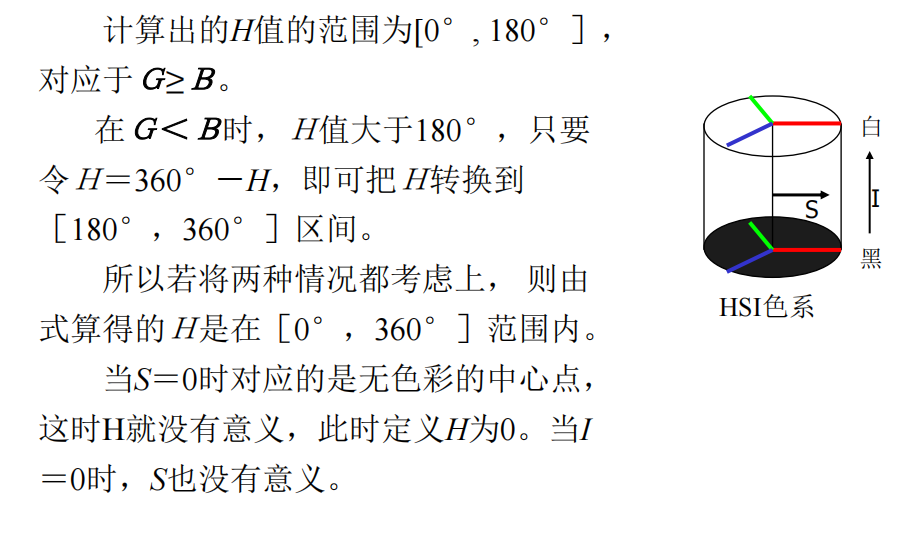 计算出的H值的范围为[0°，180°］，
对应于 G≥ B。
在 G＜ B时， H值大于180°，只要
令 H＝360°－H，即可把 H转换到
［180°，360°］区间。
所以若将两种情况都考虑上， 则由
式算得的 H是在［0°，360°］范围内。
当S＝0时对应的是无色彩的中心点，
这时H就没有意义，此时定义H为0。当I
＝0时，S也没有意义。
白
S
I
黑
HSI色系